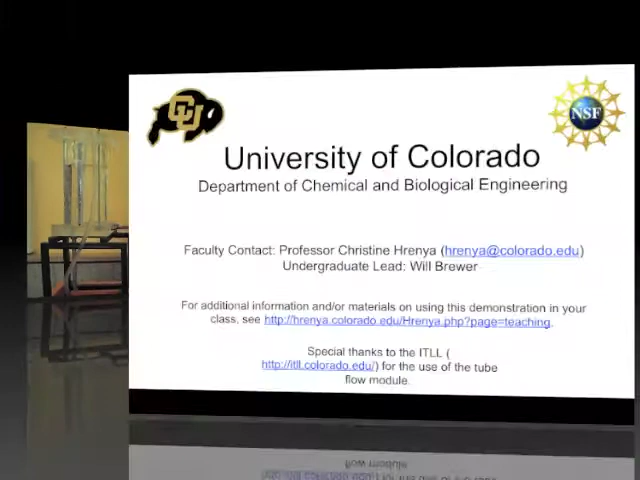 CU
NSF
University of Colorado
Department of Chemical and Biological Engineering
Faculty Contact: Professor Christine Hrenya (hrenya@colorado.edu)
Undergraduate Lead: Will Brewer
For additional information and/or materials on using this demonstration in your
class, see http://hrenya.colorado.edu/Hrenya.php?page=teaching.
Special thanks to the ITLL (
http://itll.colorado.edu/) for the use of the tube
flow module.